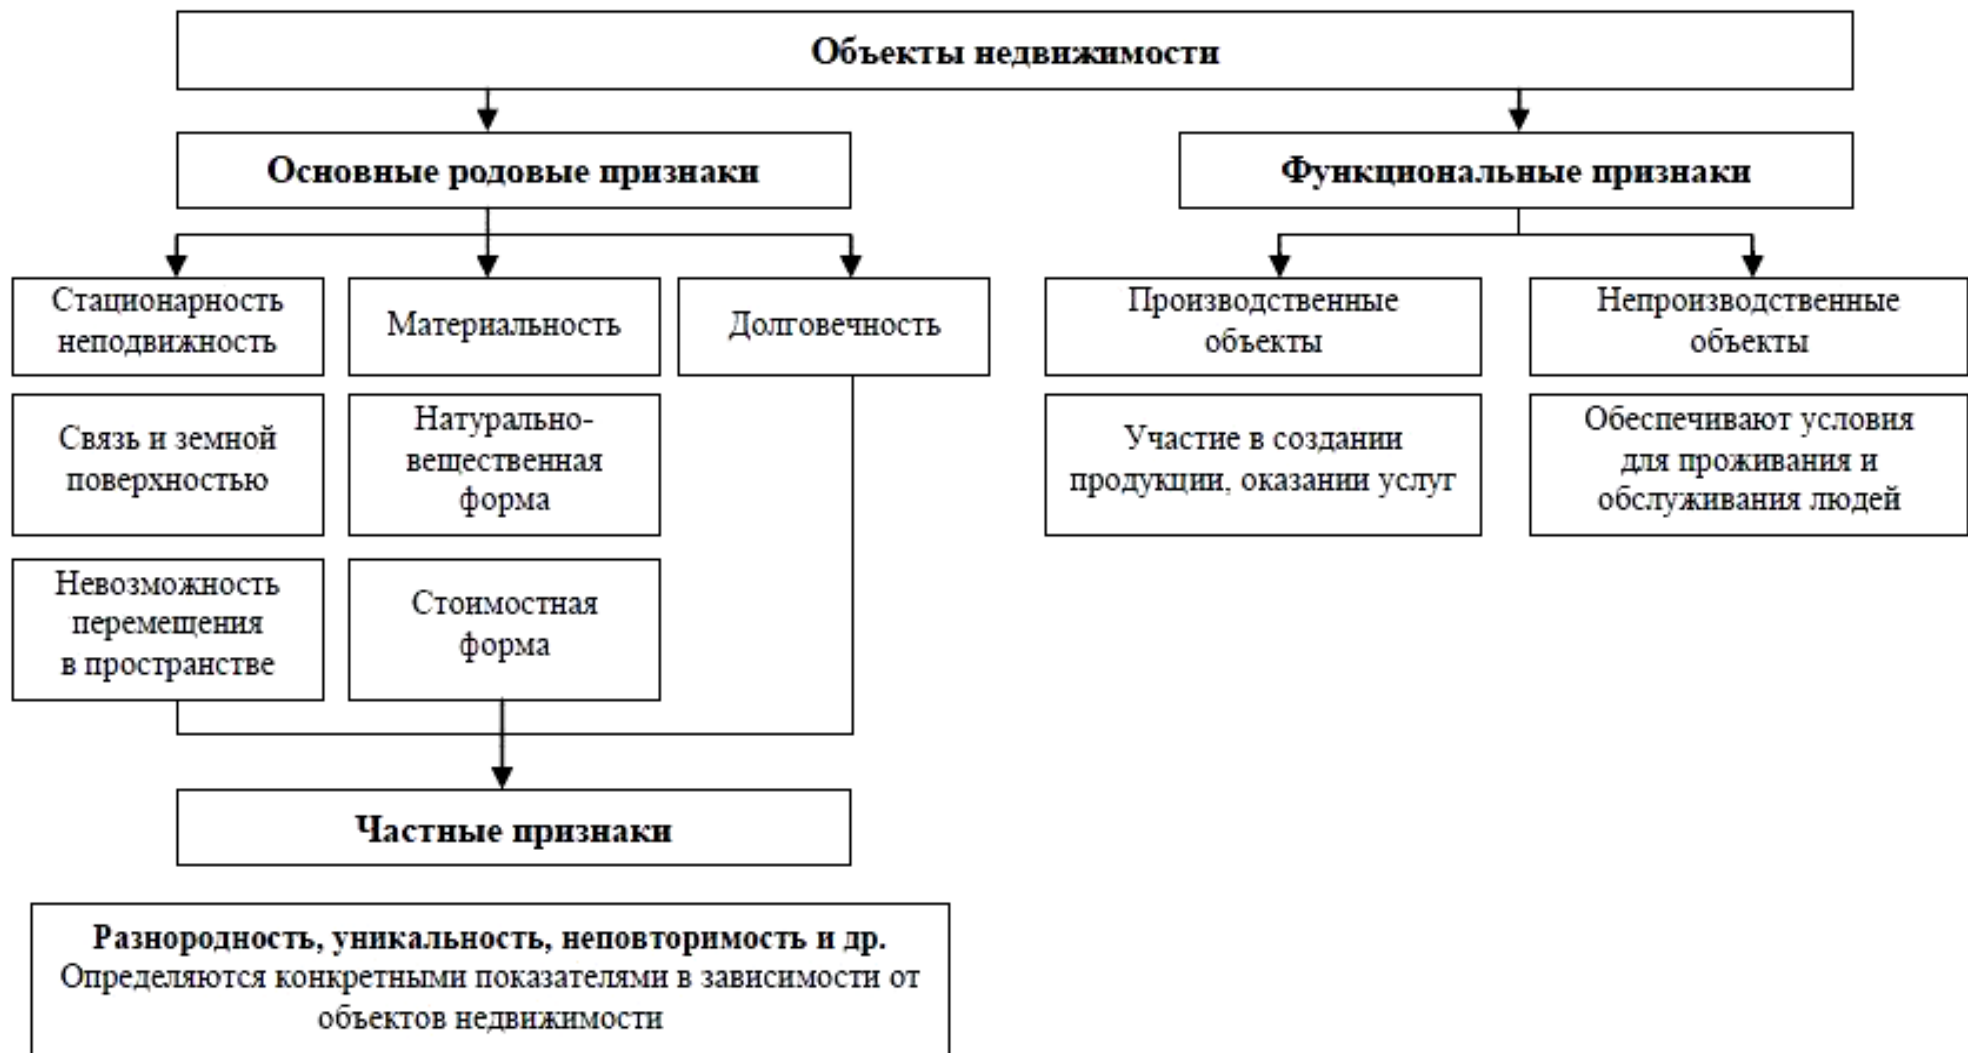 Объекты недвижимости
Основные родовые признаки
Функциональные признаки
Стационарность
неподвижность
Материальность
Долговечность
Производственные
объекты
Непроизводственные
объекты
Связь и земной
поверхностью
Натурально-
вещественная
форма
Участие в создании
продукции, оказании услуг
Обеспечивают условия
для проживания и
обслуживания людей
Невозможность
перемещения
в пространстве
Стоимостная
форма
Частные признаки
Разнородность, уникальность, неповторимость и др.
Определяются конкретными показателями в зависимости от
объектов недвижимости